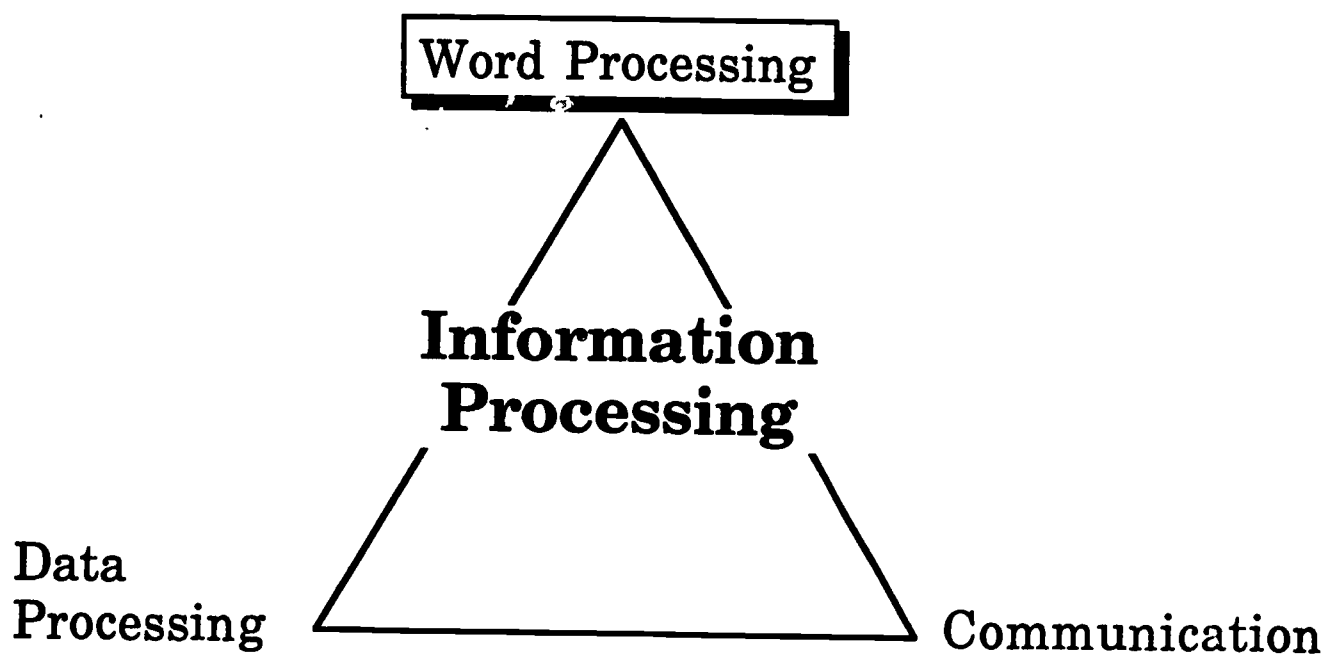 Word Processing
Information
Processing
Data
Processing
Communication